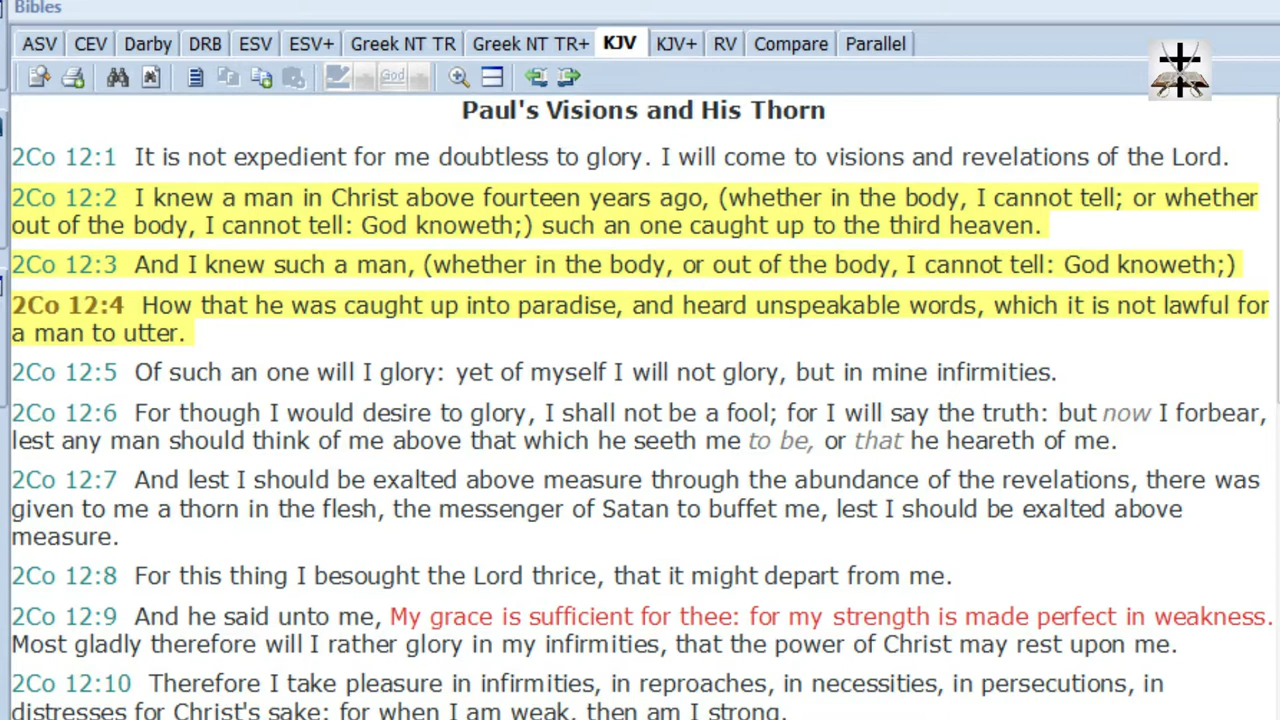 Bibles
ASV CEV Darby DRB ESV ESV+ Greek NT TR Greek NT TR+ KJV KJV+ RV Compare Parallel
God
Paul's Visions and His Thorn
2Co 12:1 It is not expedient for me doubtless to glory. I will come to visions and revelations of the Lord.
2Co 12:2 I knew a man in Christ above fourteen years ago, (whether in the body, I cannot tell; or whether
out of the body, I cannot tell: God knoweth;) such an one caught up to the third heaven.
2Co 12:3 And I knew such a man, (whether in the body, or out of the body, I cannot tell: God knoweth;)
2Co 12:4 How that he was caught up into paradise, and heard unspeakable words, which it is not lawful for
a man to utter.
2Co 12:5 Of such an one will I glory: yet of myself I will not glory, but in mine infirmities.
2Co 12:6 For though I would desire to glory, I shall not be a fool; for I will say the truth: but now I forbear,
lest any man should think of me above that which he seeth me to be, or that he heareth of me.
2Co 12:7 And lest I should be exalted above measure through the abundance of the revelations, there was
given to me a thorn in the flesh, the messenger of Satan to buffet me, lest I should be exalted above
measure.
2Co 12:8 For this thing I besought the Lord thrice, that it might depart from me.
2Co 12:9 And he said unto me, My grace is sufficient for thee: for my strength is made perfect in weakness.
Most gladly therefore will I rather glory in my infirmities, that the power of Christ may rest upon me.
2Co 12:10 Therefore I take pleasure in infirmities, in reproaches, in necessities, in persecutions, in
distresses for Christ's sake: for when I am weak, then am I strong.